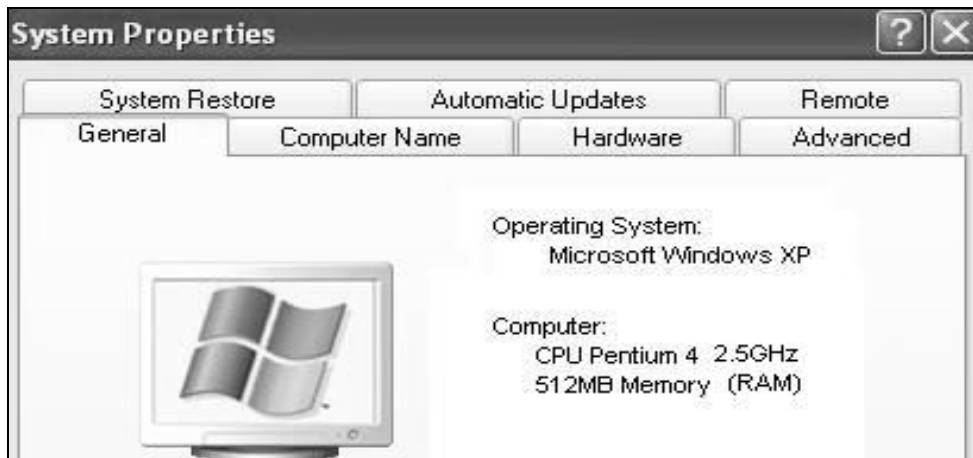 System Properties
System Restore Automatic Updates Remote
General Computer Name Hardware Advanced
Operating System:
Microsoft Windows XP
Computer:
CPU Pentium 4 2.5GHz
512MB Memory (RAM)